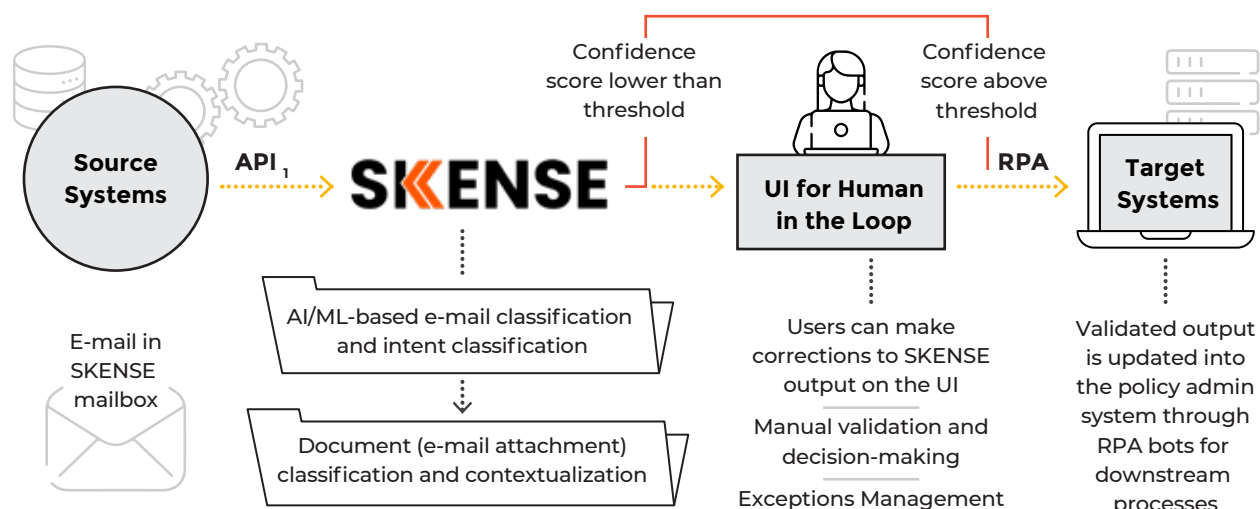 Confidence
score lower than
threshold
Confidence
score above
threshold
Source
Systems
API 1
SKENSE
UI for Human
in the Loop
RPA
Target
Systems
E-mail in
SKENSE
mailbox
AI/ML-based e-mail classification
and intent classification
Document (e-mail attachment)
classification and contextualization
Users can make
corrections to SKENSE
output on the UI
Manual validation and
decision-making
Exceptions Management
Validated output
is updated into
the policy admin
system through
RPA bots for
downstream
processes